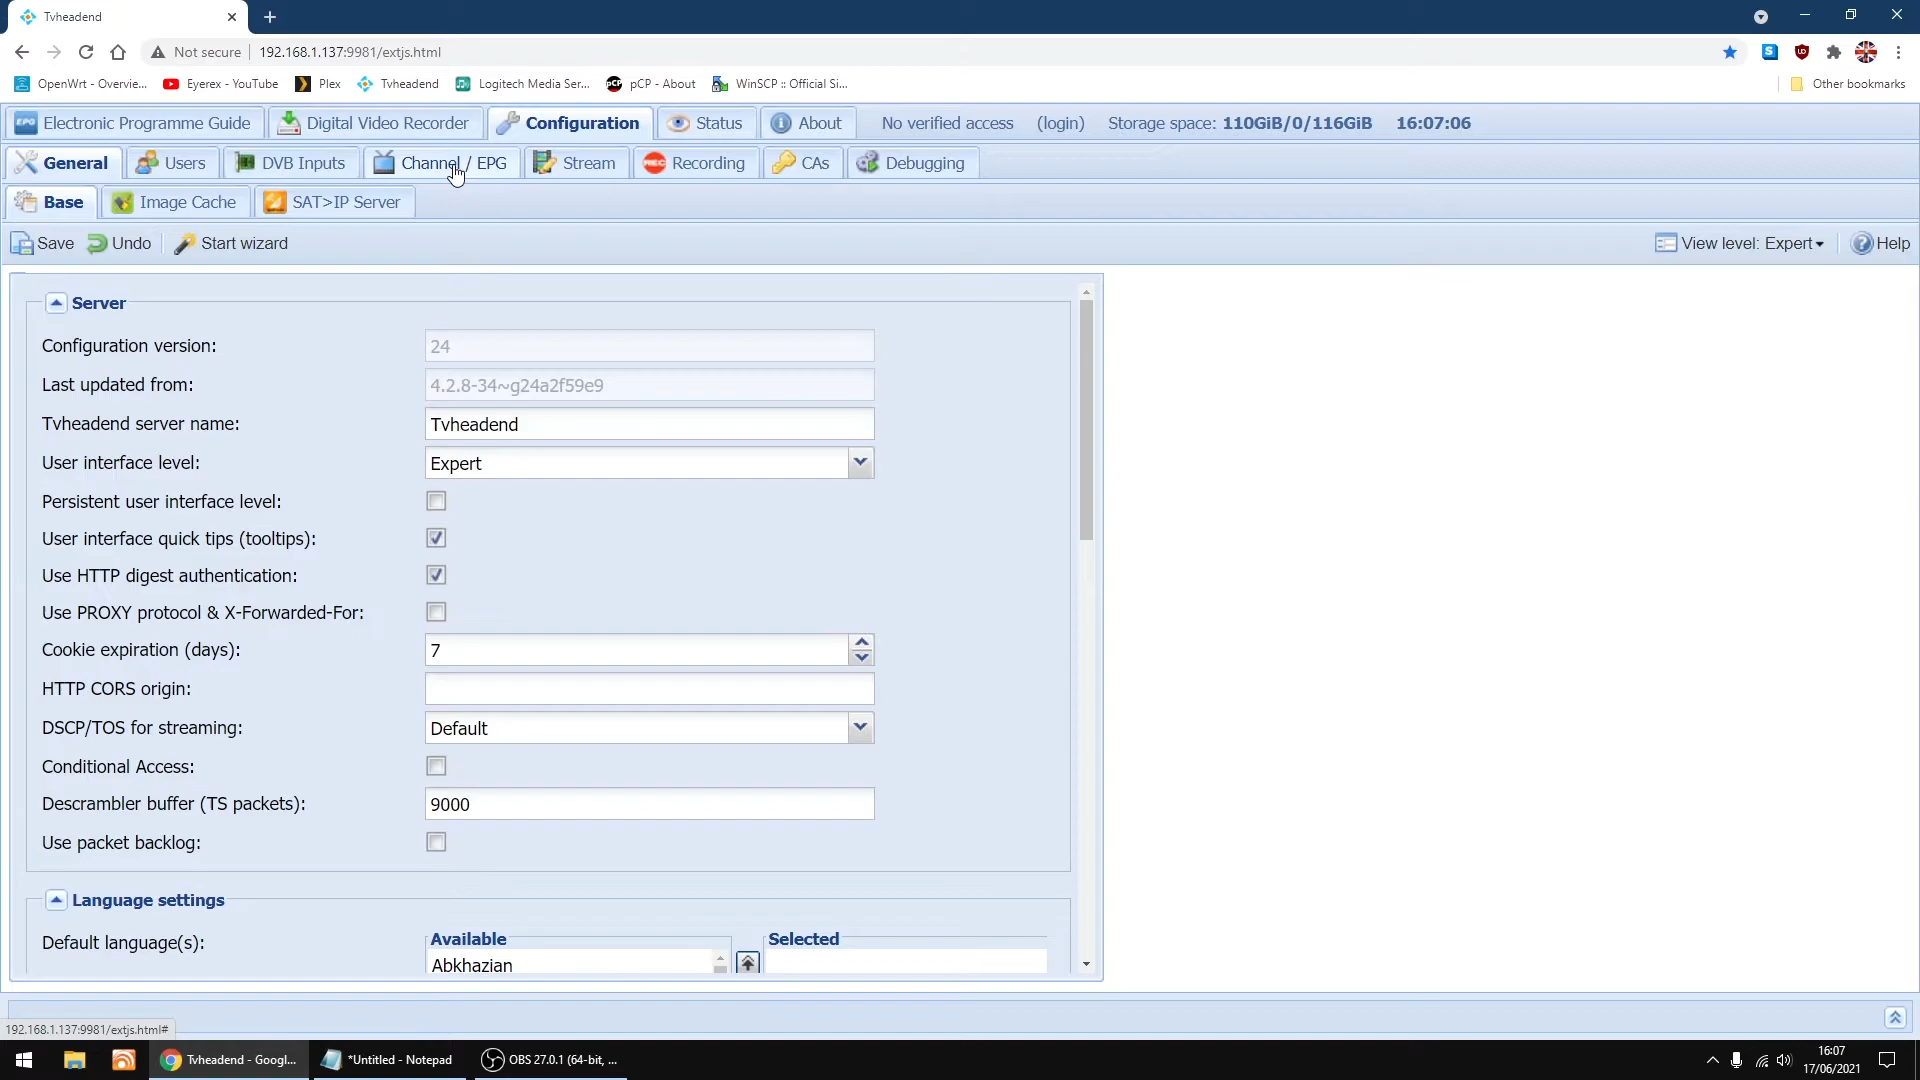 Tvheadend
Not secure 192.168.1.137:9981/extjs.html
OpenWrt - Overvie... Eyerex - YouTube Plex Tvheadend Logitech Media Ser... pCP pCP - About WinSCP :: Official Si... Other bookmarks
EPG Electronic Programme Guide Digital Video Recorder Configuration Status About No verified access (login) Storage space: 110GiB/0/116GiB 16:07:06
General Users DVB Inputs Channel / EPG Stream REC Recording CAs Debugging
Base Image Cache SAT>IP Server
Save Undo Start wizard View level: Expert Help
Server
Configuration version: 24
Last updated from: 4.2.8-34~g24a2f59e9
Tvheadend server name: Tvheadend
User interface level: Expert
Persistent user interface level:
User interface quick tips (tooltips):
Use HTTP digest authentication:
Use PROXY protocol & X-Forwarded-For:
Cookie expiration (days): 7
HTTP CORS origin:
DSCP/TOS for streaming: Default
Conditional Access:
Descrambler buffer (TS packets): 9000
Use packet backlog:
Language settings
Default language(s): Available Selected
Abkhazian
192.168.1.137:9981/extjs.html#
Tvheadend - Googl... *Untitled - Notepad OBS 27.0.1 (64-bit, ... 16:07
17/06/2021